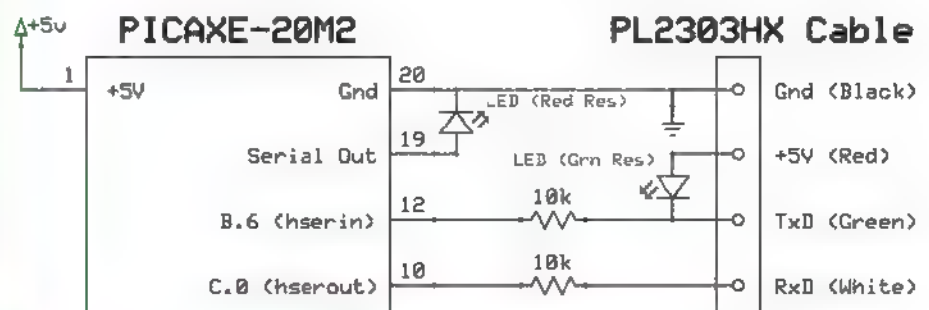 +5v
PICAXE-20M2
PL2303HX Cable
1
+5V
Gnd
20
LED (Red Res)
Gnd (Black)
Serial Out
19
LED (Grn Res)
+5V (Red)
B.6 (hserin)
12
10k
TxD (Green)
C.0 (hserout)
10
10k
RxD (White)